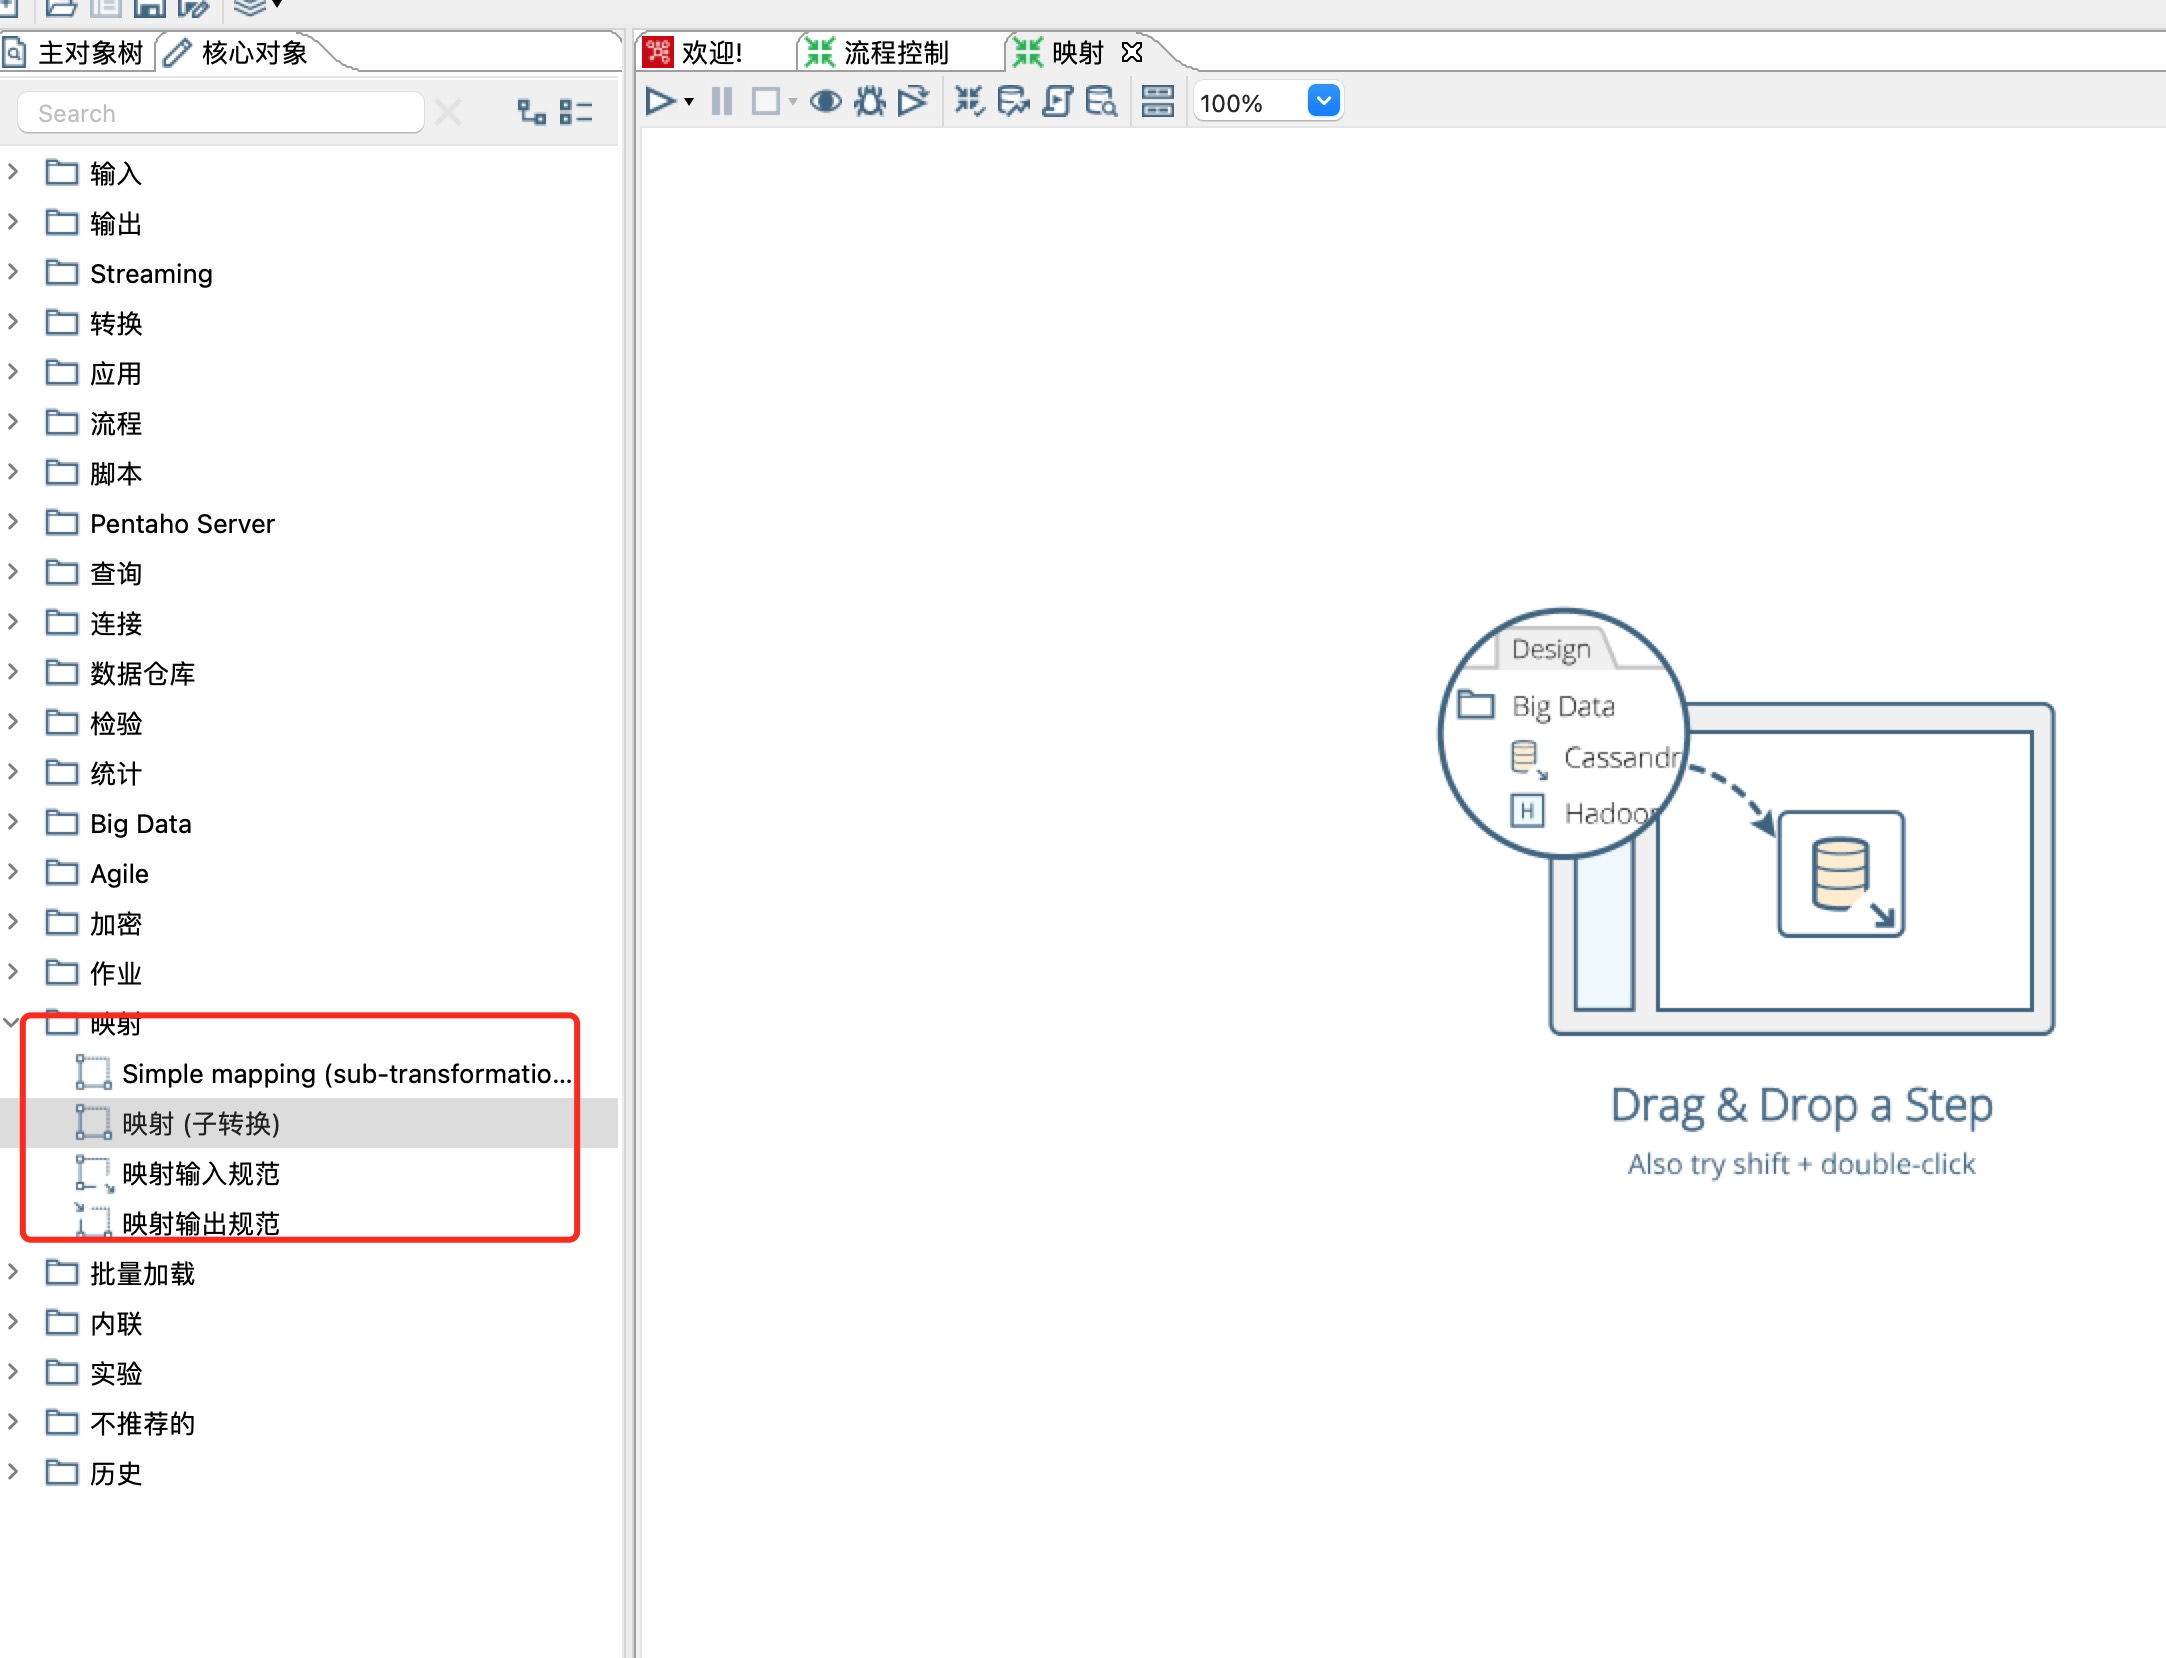 主对象树
核心对象
欢迎!
流程控制
映射
Search
100%
输入
输出
Streaming
转换
应用
流程
脚本
Pentaho Server
查询
连接
数据仓库
检验
统计
Big Data
Agile
加密
作业
映射
Simple mapping (sub-transformatio...
映射 (子转换)
映射输入规范
映射输出规范
批量加载
内联
实验
不推荐的
历史
Design
Big Data
Cassandr
H Hadoop
Drag & Drop a Step
Also try shift + double-click